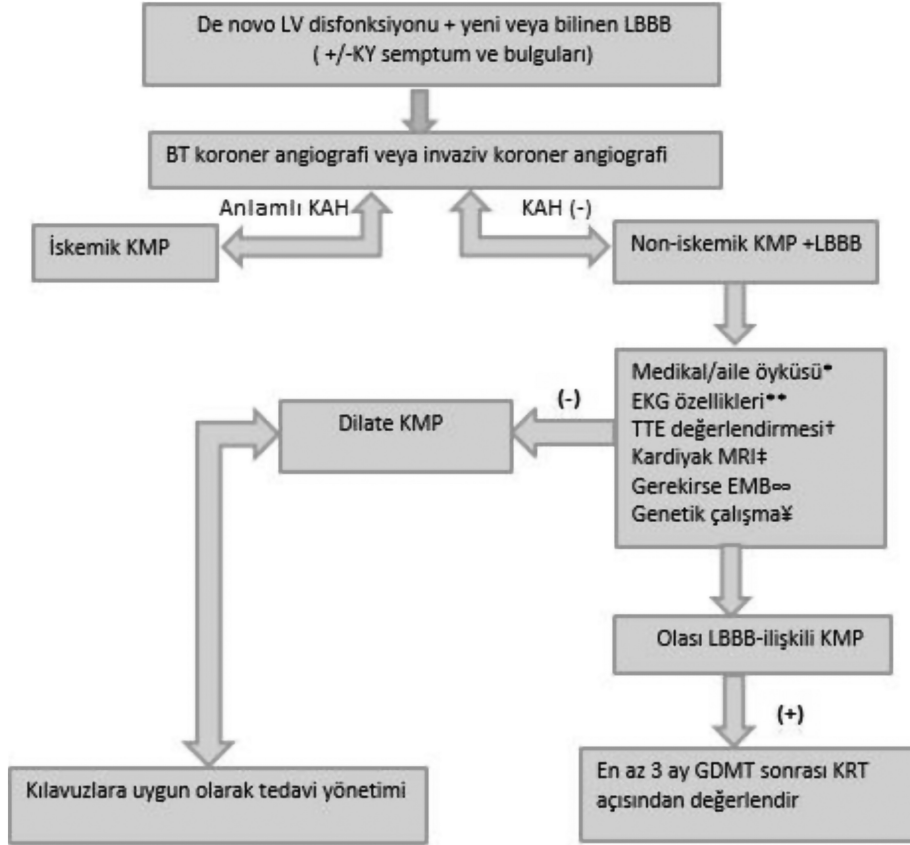 De novo LV disfonksiyonu + yeni veya bilinen LBBB
( +/-KY semptum ve bulguları)
BT koroner angiografi veya invaziv koroner angiografi
Anlamlı KAH
KAH (-)
İskemik KMP
Non-iskemik KMP +LBBB
Medikal/aile öyküsü*
EKG özellikleri**
TTE değerlendirmesi†
Kardiyak MRI‡
Gerekirse EMB∞
Genetik çalışma¥
(-)
Dilate KMP
Olası LBBB-ilişkili KMP
(+)
Kılavuzlara uygun olarak tedavi yönetimi
En az 3 ay GDMT sonrası KRT
açısından değerlendir